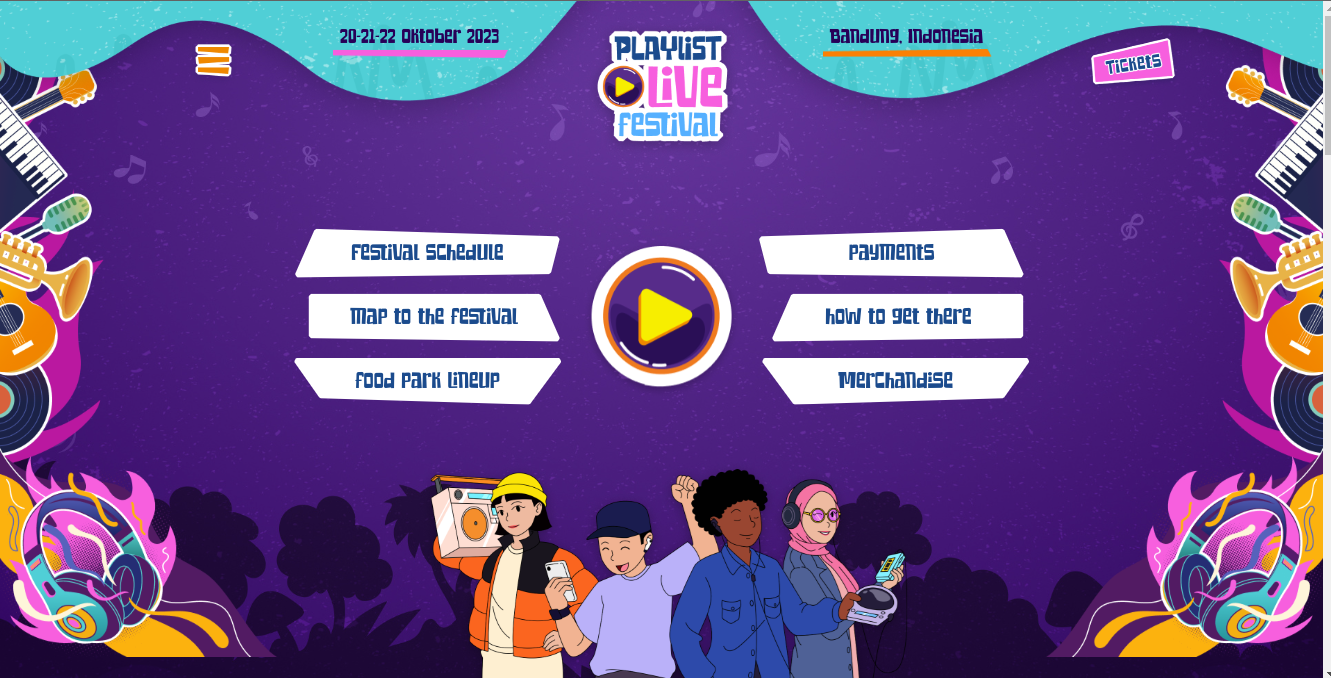 20-21-22 Oktober 2023
PLAYLIST
LIVE
festival
Bandung, Indonesia
Tickets
festival schedule
Map to the festival
food park lineup
payments
how to get there
Merchandise